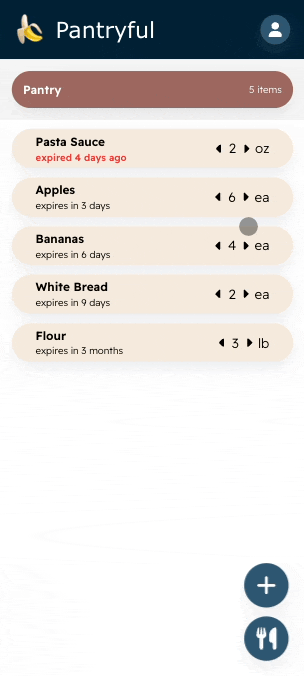 Pantryful
Pantry 5 items
Pasta Sauce
expired 4 days ago
2 oz
Apples
expires in 3 days
6 ea
Bananas
expires in 6 days
4 ea
White Bread
expires in 9 days
2 ea
Flour
expires in 3 months
3 lb